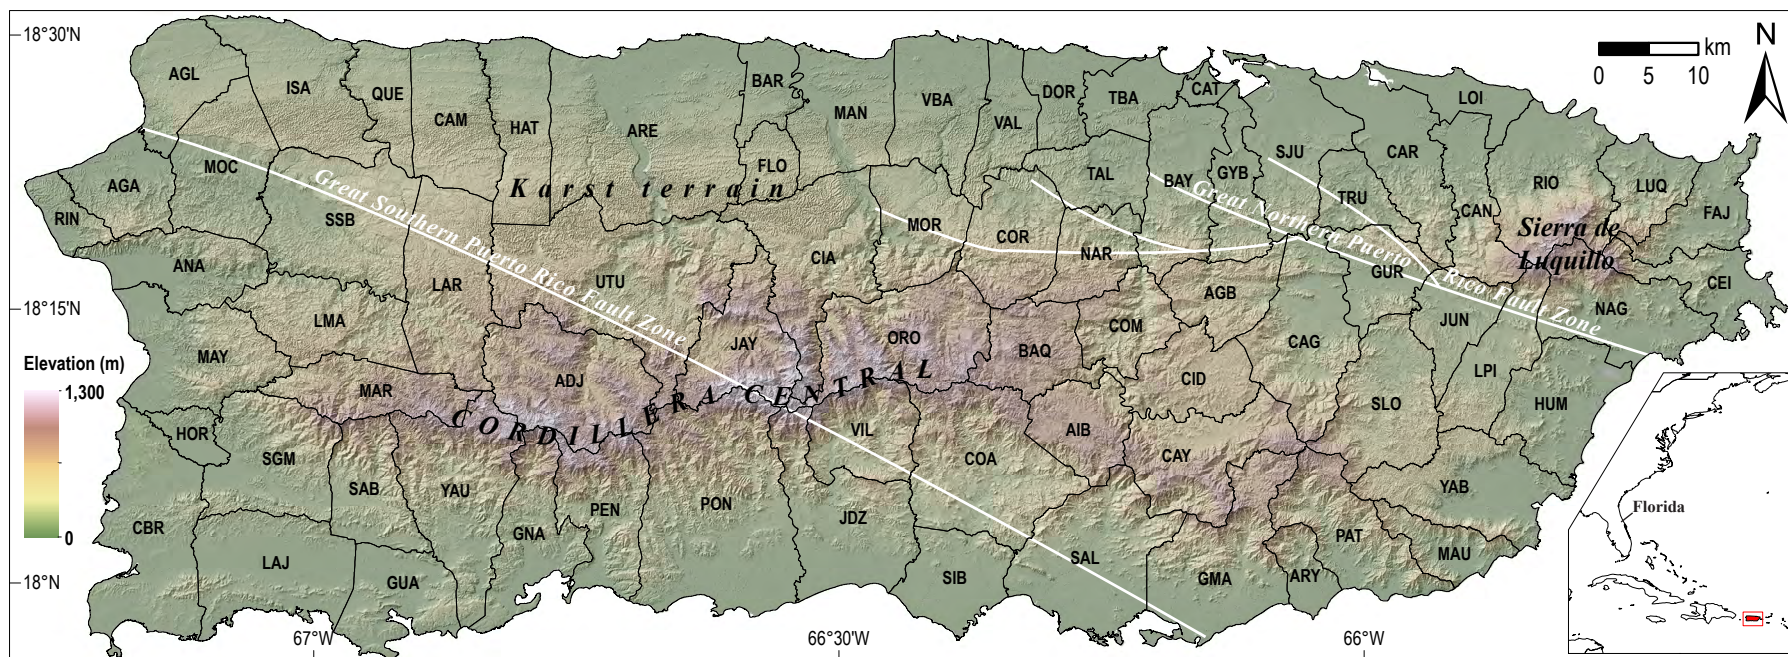 18°30'N
N
km
0 5 10
AGL
ISA
QUE
CAM
HAT
ARE
BAR
MAN
VBA
VAL
DOR
TBA
CAT
LOI
FLO
TAL
BAY
GYB
SJU
CAR
TRU
CAN
RIO
LUQ
FAJ
MOC
AGA
RIN
SSB
Karst terrain
Great Southern Puerto Rico Fault Zone
Great Northern Puerto Rico Fault Zone
Sierra de
Luquillo
ANA
LAR
UTU
CIA
MOR
COR
NAR
AGB
GUR
CEI
NAG
18°15'N
LMA
MAY
JAY
ORO
BAQ
COM
CAG
JUN
Elevation (m)
1,300
0
MAR
ADJ
CORDILLERA CENTRAL
CID
SLO
LPI
HUM
HOR
SGM
SAB
YAU
VIL
COA
AIB
CAY
YAB
CBR
GNA
PEN
PON
JDZ
SAL
PAT
MAU
18°N
LAJ
GUA
SIB
GMA
ARY
67°W
66°30'W
66°W
Florida